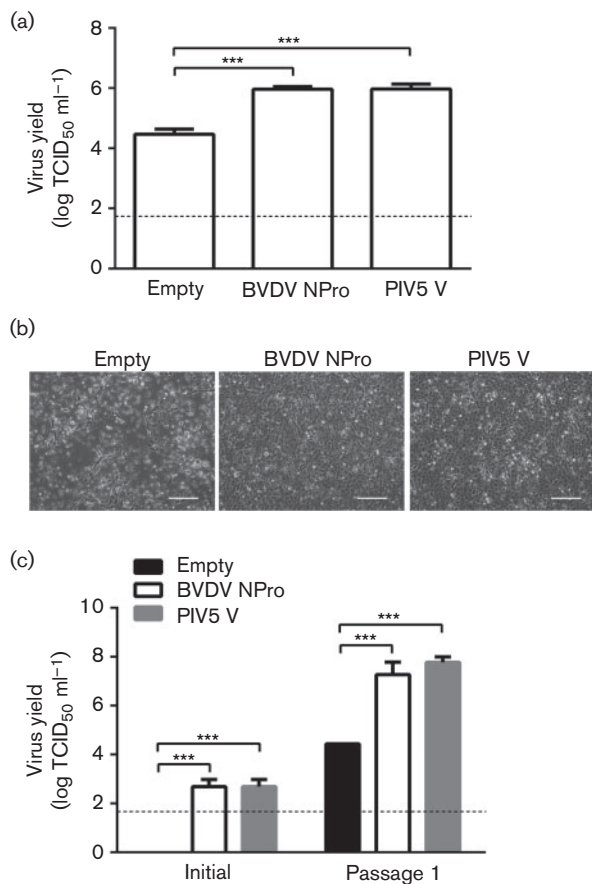 (a)
8
6
4
2
0
Virus yield
(log TCID50 ml−1)
***
***
Empty BVDV NPro PIV5 V
(b)
Empty BVDV NPro PIV5 V
(c)
Empty
BVDV NPro
PIV5 V
10
8
6
4
2
0
Virus yield
(log TCID50 ml−1)
***
***
***
***
Initial Passage 1